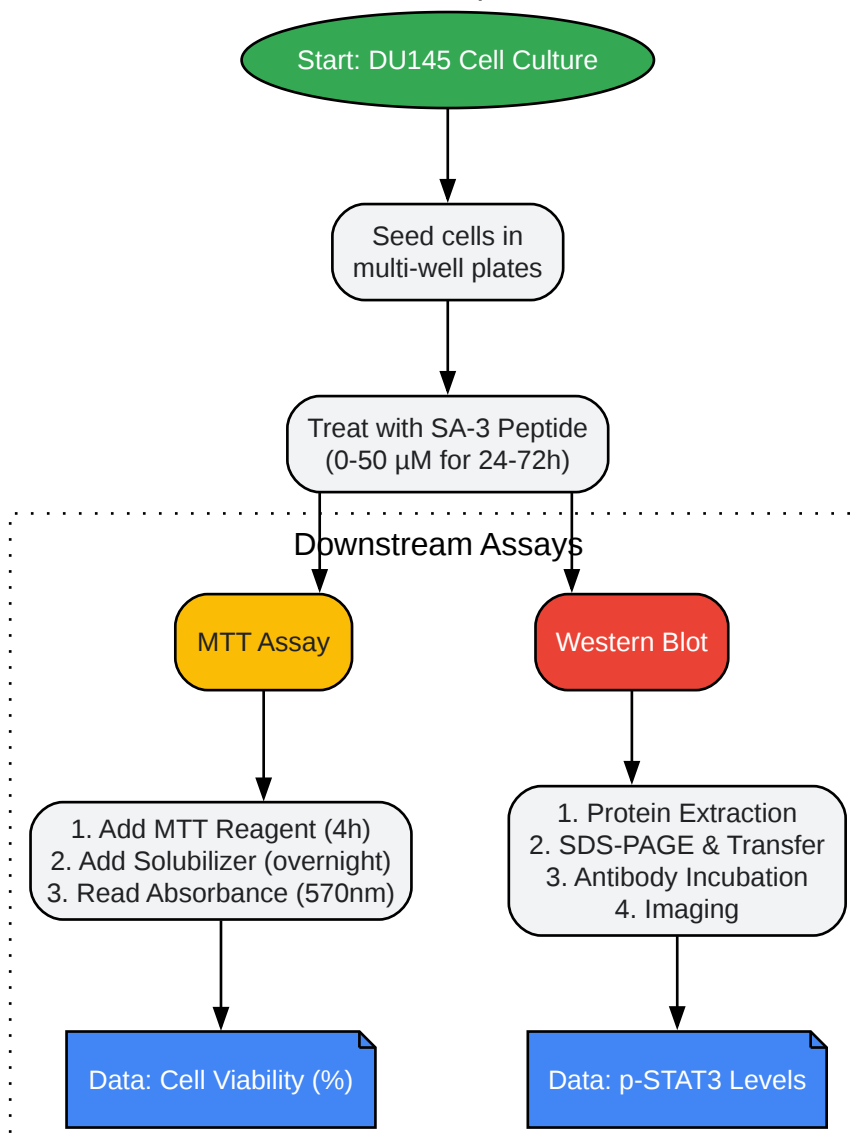 Start: DU145 Cell Culture
Seed cells in
multi-well plates
Treat with SA-3 Peptide
(0-50 µM for 24-72h)
Downstream Assays
MTT Assay
Western Blot
1. Add MTT Reagent (4h)
2. Add Solubilizer (overnight)
3. Read Absorbance (570nm)
1. Protein Extraction
2. SDS-PAGE & Transfer
3. Antibody Incubation
4. Imaging
Data: Cell Viability (%)
Data: p-STAT3 Levels